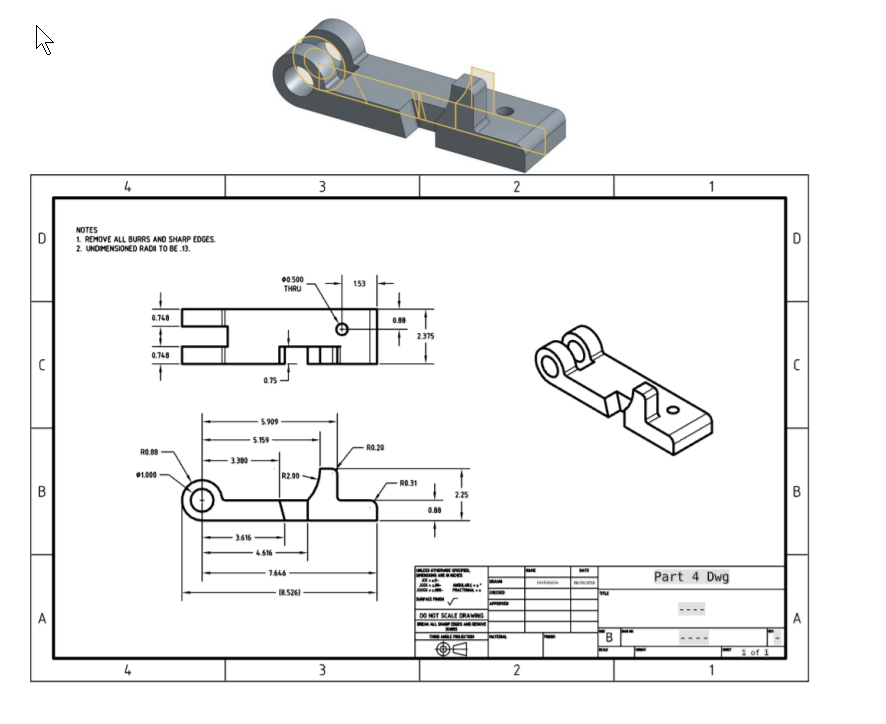 4 3 2 1
D D
NOTES
1. REMOVE ALL BURRS AND SHARP EDGES.
2. UNDIMENSIONED RADII TO BE .13.
⌀0.500
THRU
1.53
0.748
0.88
2.375
C C
0.748
0.75
5.909
5.159
R0.88
3.380
R0.20
⌀1.000
R2.00
R0.31
B B
2.25
0.88
3.616
4.616
7.646
(8.526)
UNLESS OTHERWISE SPECIFIED,
DIMENSIONS ARE IN INCHES
NAME DATE
ANGULAR
FRACTIONAL
DRAWN
CHECKED
APPROVED
SURFACE FINISH
DO NOT SCALE DRAWING
BREAK ALL SHARP EDGES AND REMOVE
BURRS
THIRD ANGLE PROJECTION
MATERIAL
FINISH
TITLE
Part 4 Dwg
----
A A
SIZE
B
DWG NO.
----
REV
-
SCALE
WEIGHT
SHEET
1 of 1
4 3 2 1